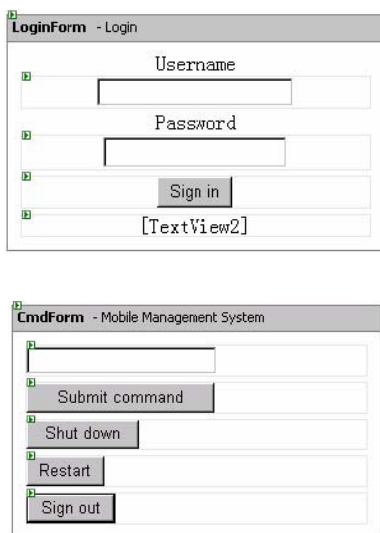 LoginForm - Login
Username
Password
Sign in
[TextView2]
CmdForm - Mobile Management System
Submit command
Shut down
Restart
Sign out